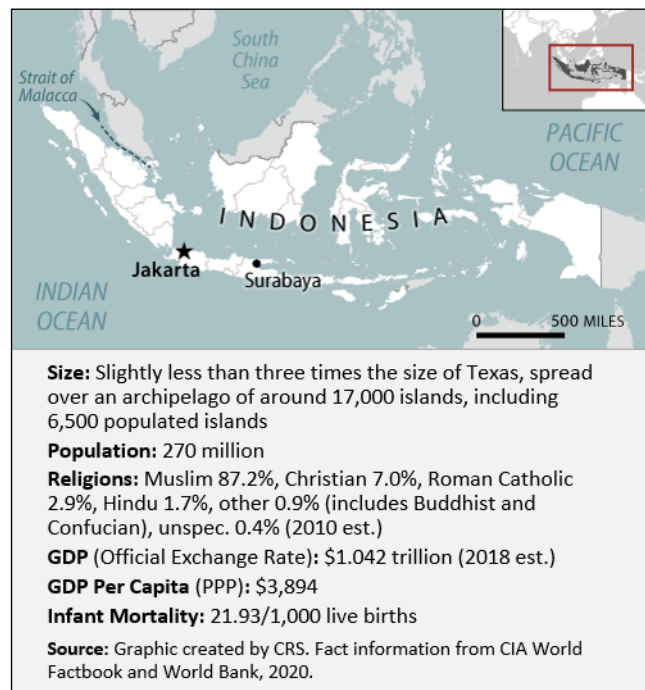 South
China
Sea
Strait of
Malacca
PACIFIC
OCEAN
INDONESIA
Jakarta
Surabaya
INDIAN
OCEAN
0 500 MILES
Size: Slightly less than three times the size of Texas, spread
over an archipelago of around 17,000 islands, including
6,500 populated islands
Population: 270 million
Religions: Muslim 87.2%, Christian 7.0%, Roman Catholic
2.9%, Hindu 1.7%, other 0.9% (includes Buddhist and
Confucian), unspec. 0.4% (2010 est.)
GDP (Official Exchange Rate): $1.042 trillion (2018 est.)
GDP Per Capita (PPP): $3,894
Infant Mortality: 21.93/1,000 live births
Source: Graphic created by CRS. Fact information from CIA World
Factbook and World Bank, 2020.